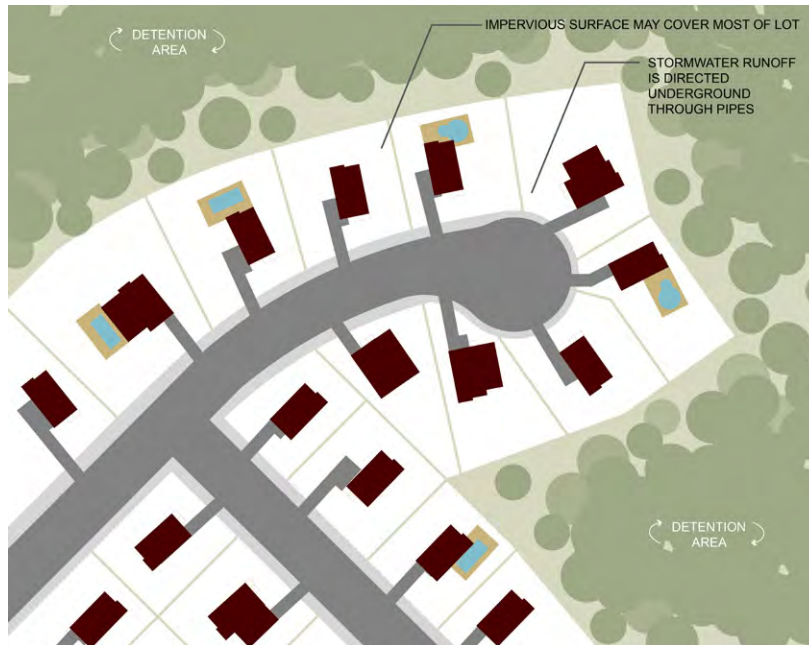 DETENTION
AREA
IMPERVIOUS SURFACE MAY COVER MOST OF LOT
STORMWATER RUNOFF
IS DIRECTED
UNDERGROUND
THROUGH PIPES
DETENTION
AREA